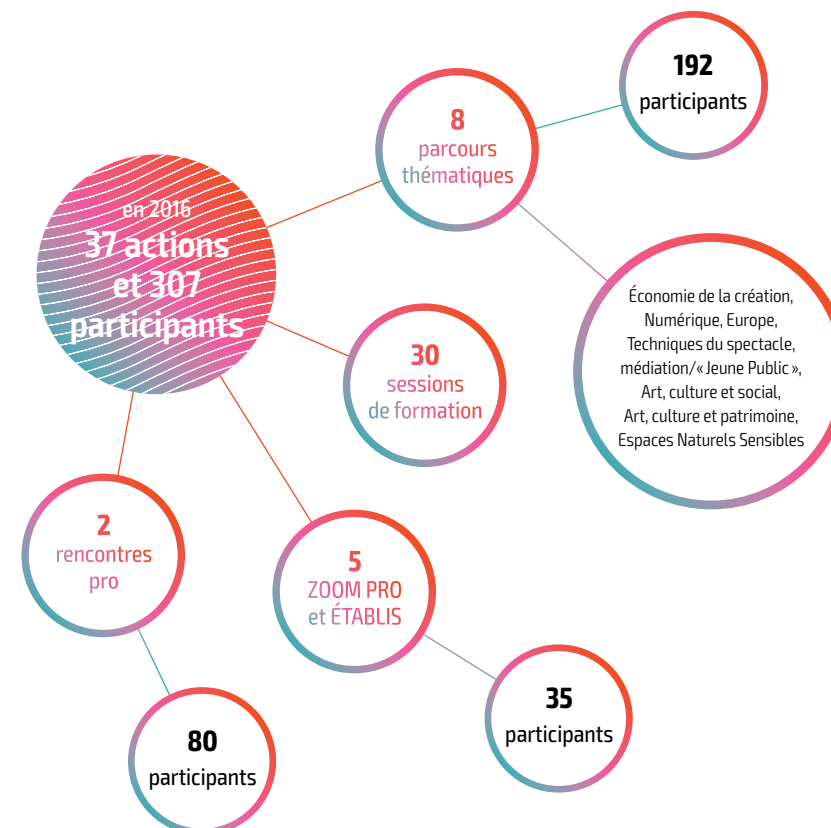 en 2016
37 actions
et 307
participants
8
parcours
thématiques
192
participants
Économie de la création,
Numérique, Europe,
Techniques du spectacle,
médiation/« Jeune Public »,
Art, culture et social,
Art, culture et patrimoine,
Espaces Naturels Sensibles
30
sessions
de formation
2
rencontres
pro
80
participants
5
ZOOM PRO
et ÉTABLIS
35
participants